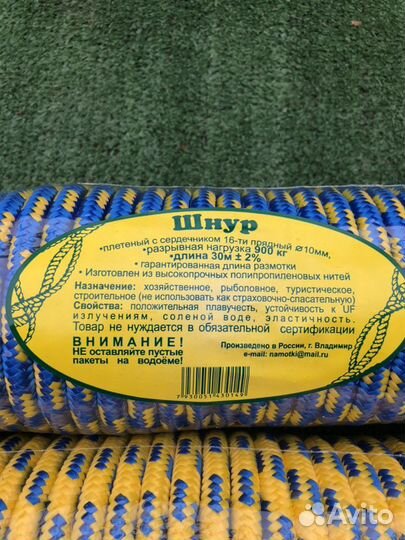 Шнур
•плетеный с сердечником 16-ти прядный ⌀10мм,
•разрывная нагрузка 900 кг
•длина 30м ± 2%
• гарантированная длина размотки
• Изготовлен из высокопрочных полипропиленовых нитей
Назначение: хозяйственное, рыболовное, туристическое,
строительное (не использовать как страховочно-спасательную)
Свойства: положительная плавучесть, устойчивость к UF
излучениям, соленой воде, эластичность.
Товар не нуждается в обязательной сертификации
ВНИМАНИЕ!
НЕ оставляйте пустые
пакеты на водоёме!
Произведено в России, г. Владимир
e-mail: namotki@mail.ru
7930051430149
Avito